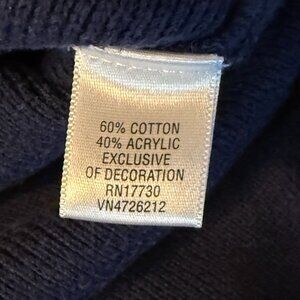 60% COTTON
40% ACRYLIC
EXCLUSIVE
OF DECORATION
RN17730
VN4726212